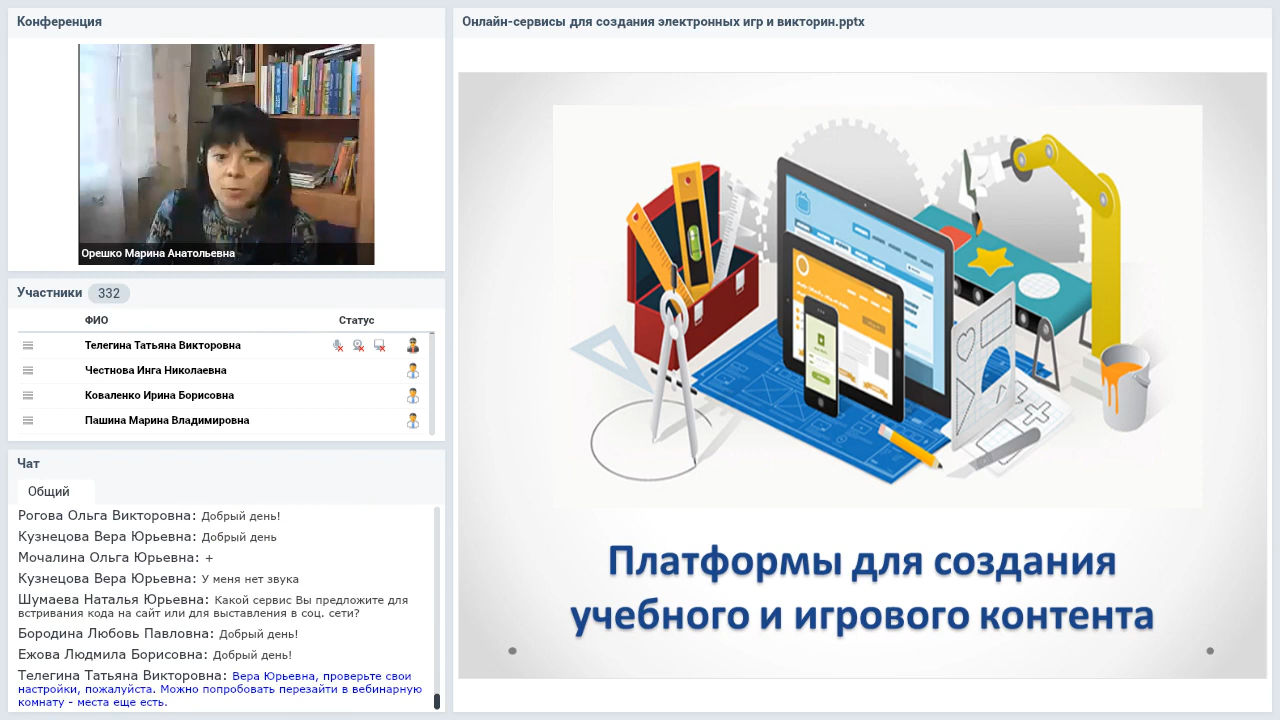 Конференция
Орешко Марина Анатольевна
Участники 332
ФИО Статус
Телегина Татьяна Викторовна
Честнова Инга Николаевна
Коваленко Ирина Борисовна
Пашина Марина Владимировна
Чат
Общий
Рогова Ольга Викторовна: Добрый день!
Кузнецова Вера Юрьевна: Добрый день
Мочалина Ольга Юрьевна: +
Кузнецова Вера Юрьевна: У меня нет звука
Шумаева Наталья Юрьевна: Какой сервис Вы предложите для
встривания кода на сайт или для выставления в соц. сети?
Бородина Любовь Павловна: Добрый день!
Ежова Людмила Борисовна: Добрый день!
Телегина Татьяна Викторовна: Вера Юрьевна, проверьте свои
настройки, пожалуйста. Можно попробовать перезайти в вебинарную
комнату - места еще есть.
Онлайн-сервисы для создания электронных игр и викторин.pptx
Платформы для создания
учебного и игрового контента